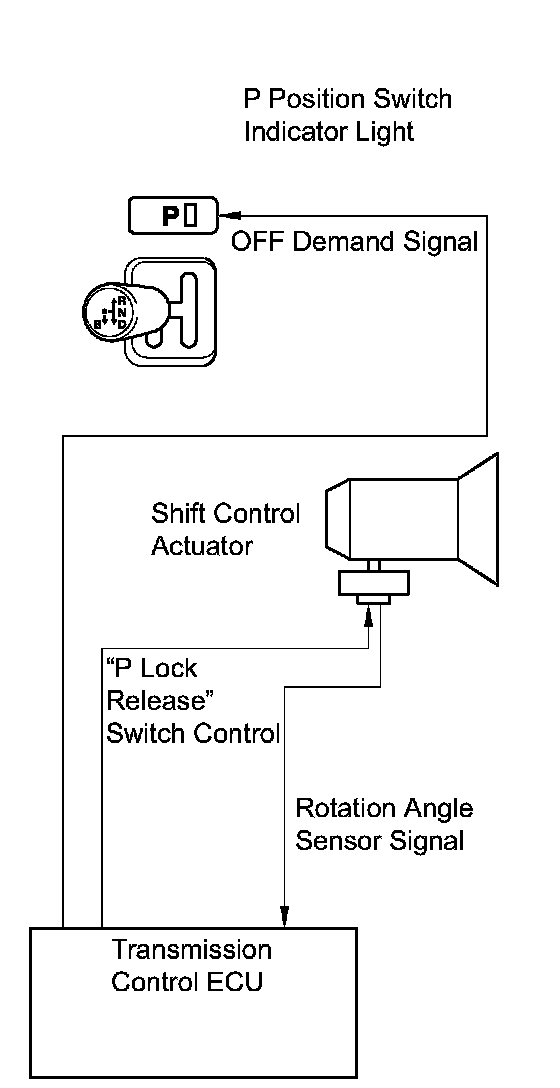 P Position Switch
Indicator Light
P
OFF Demand Signal
R
N
B D
Shift Control
Actuator
“P Lock
Release”
Switch Control
Rotation Angle
Sensor Signal
Transmission
Control ECU